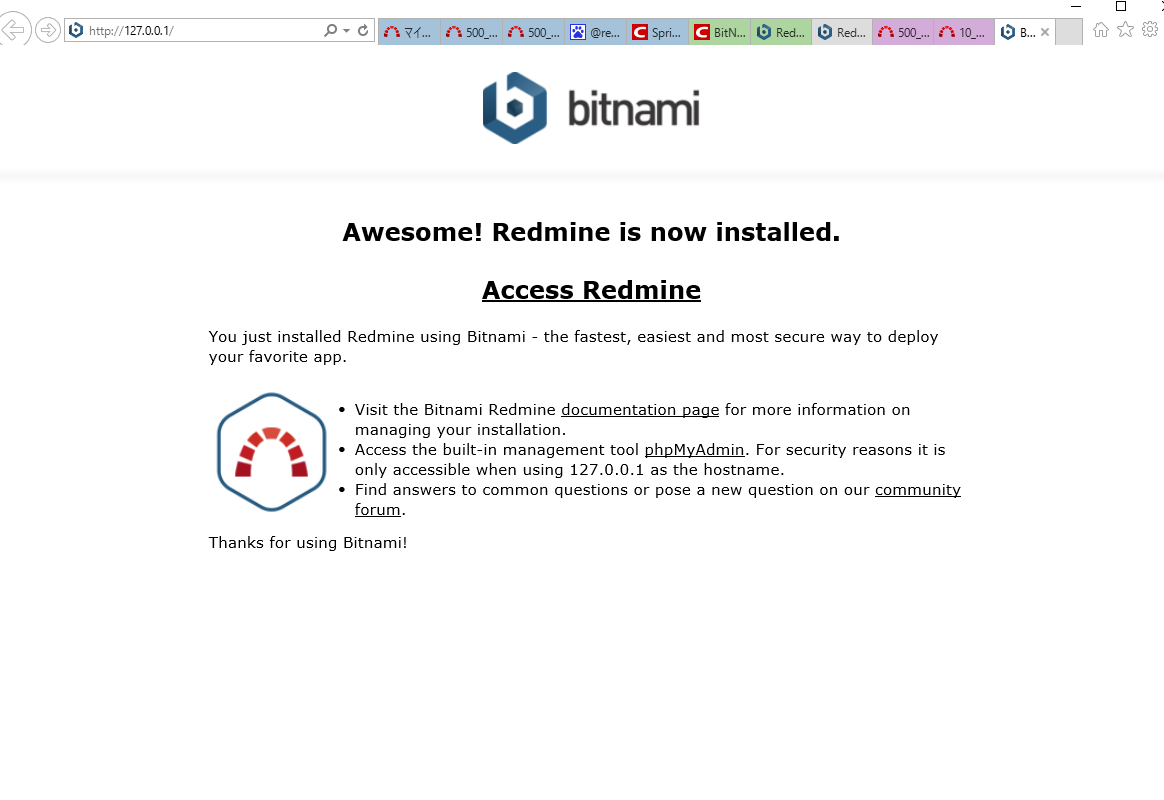 http://127.0.0.1/
マイ...
500_...
500_...
@re...
Spri...
BitN...
Red...
Red...
500_...
10_...
B...
bitnami
Awesome! Redmine is now installed.
Access Redmine
You just installed Redmine using Bitnami - the fastest, easiest and most secure way to deploy
your favorite app.
• Visit the Bitnami Redmine documentation page for more information on
managing your installation.
• Access the built-in management tool phpMyAdmin. For security reasons it is
only accessible when using 127.0.0.1 as the hostname.
• Find answers to common questions or pose a new question on our community
forum.
Thanks for using Bitnami!